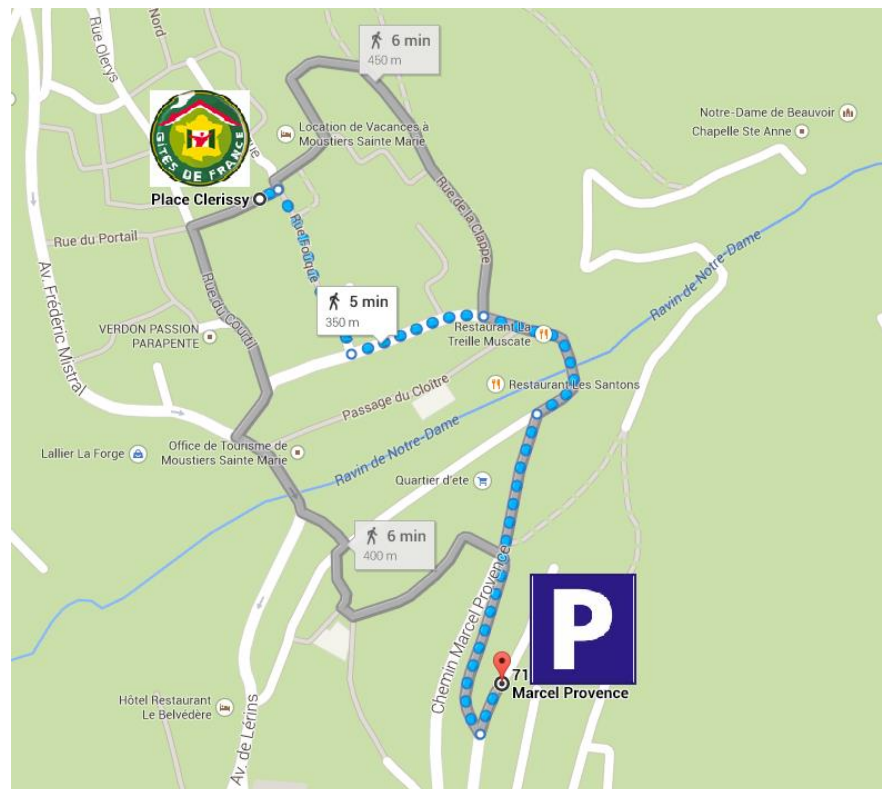 Nord
Rue Olerys
6 min
450 m
GITES DE FRANCE
Location de Vacances à
Moustiers Sainte Marie
Notre-Dame de Beauvoir
Chapelle Ste Anne
Place Clerissy
Rue du Portail
Rue Fouque
Rue de la Clappe
Av. Frédéric Mistral
Rue du Courtil
Ravin de Notre-Dame
5 min
350 m
VERDON PASSION
PARAPENTE
Restaurant La
Treille Muscate
Restaurant Les Santons
Passage du Cloître
Lallier La Forge
Office de Tourisme de
Moustiers Sainte Marie
Ravin de Notre-Dame
Quartier d'ete
6 min
400 m
Chemin Marcel Provence
P
71
Marcel Provence
Hôtel Restaurant
Le Belvédère
Av. de Lérins